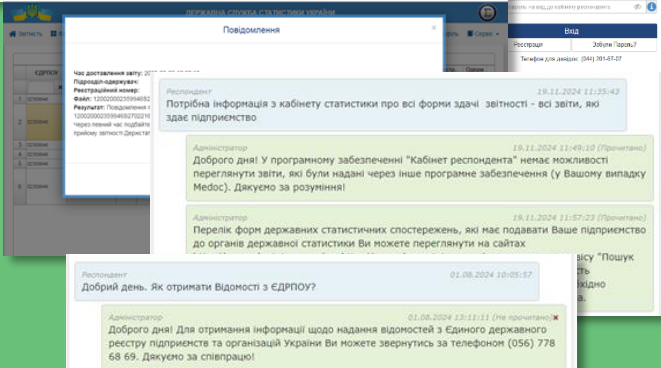 ДЕРЖАВНА СЛУЖБА СТАТИСТИКИ УКРАЇНИ
Звітність
Сервіс
Повідомлення
×
ЄДРПОУ
Час доставлення звіту:
Підрозділ-одержувач:
Реєстраційний номер:
Файл:
Результат: Повідомлення
Через певний час
прийому звітності Держстат
Вхід
Реєстрація
Забули Пароль?
Телефон для довідок: (044) 201-67-07
Респондент 19.11.2024 11:35:43
Потрібна інформація з кабінету статистики про всі форми здачі звітності - всі звіти, які
здає підприємство
Адміністратор 19.11.2024 11:49:10 (Прочитано)
Доброго дня! У програмному забезпеченні "Кабінет респондента" немає можливості
переглянути звіти, які були надані через інше програмне забезпечення (у Вашому випадку
Medoc). Дякуємо за розуміння!
Адміністратор 19.11.2024 11:57:23 (Прочитано)
Перелік форм державних статистичних спостережень, які має подавати Ваше підприємство
до органів державної статистики Ви можете переглянути на сайтах
вісу "Пошук
Респондент 01.08.2024 10:05:57
Добрий день. Як отримати Відомості з ЄДРПОУ?
Адміністратор 01.08.2024 13:11:11 (Не прочитано)×
Доброго дня! Для отримання інформації щодо надання відомостей з Єдиного державного
реєстру підприємств та організацій України Ви можете звернутись за телефоном (056) 778
68 69. Дякуємо за співпрацю!